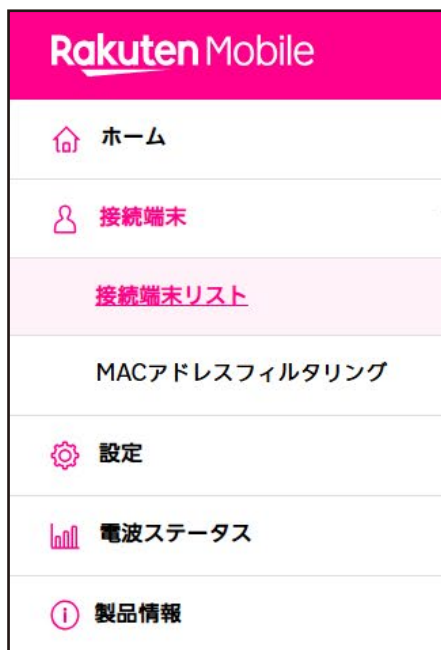 Rakuten Mobile
ホーム
接続端末
接続端末リスト
MACアドレスフィルタリング
設定
電波ステータス
製品情報